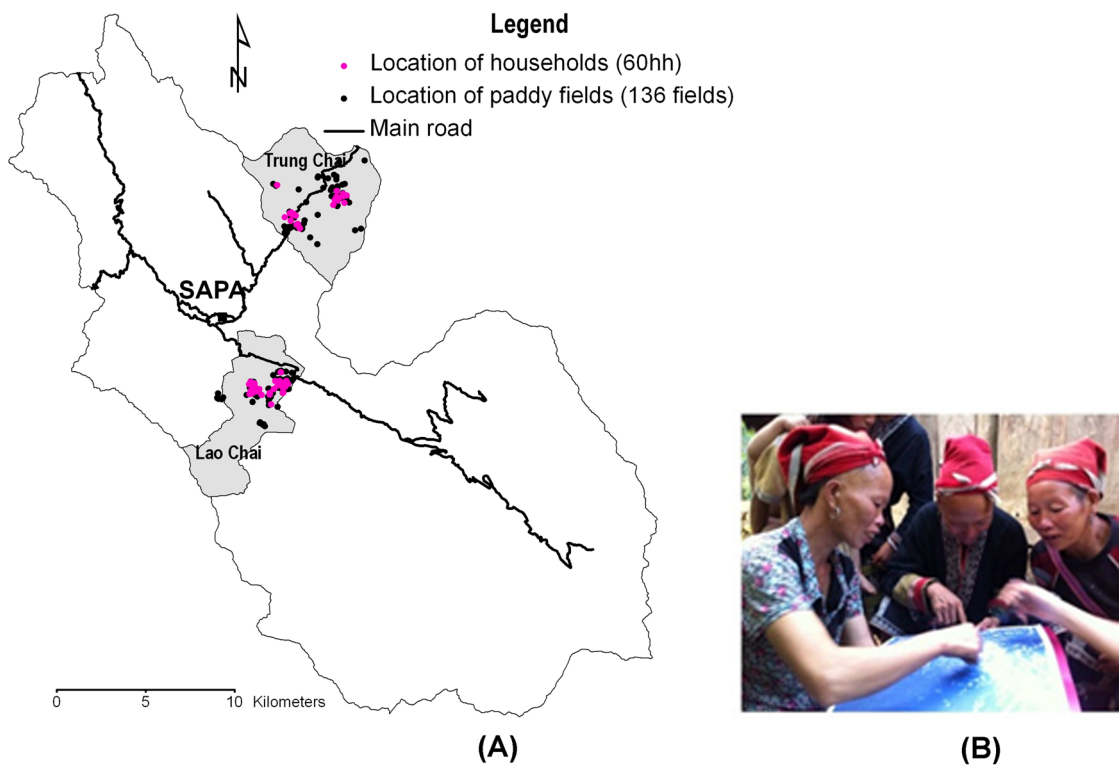 Legend
N
Location of households (60hh)
Location of paddy fields (136 fields)
Main road
Trung Chai
SAPA
Lao Chai
0 5 10 Kilometers
(A)
(B)